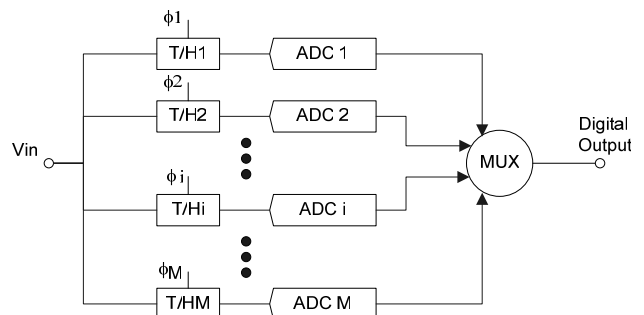 ϕ1
T/H1
ADC 1
ϕ2
T/H2
ADC 2
Vin
MUX
Digital
Output
ϕi
T/Hi
ADC i
ϕM
T/HM
ADC M